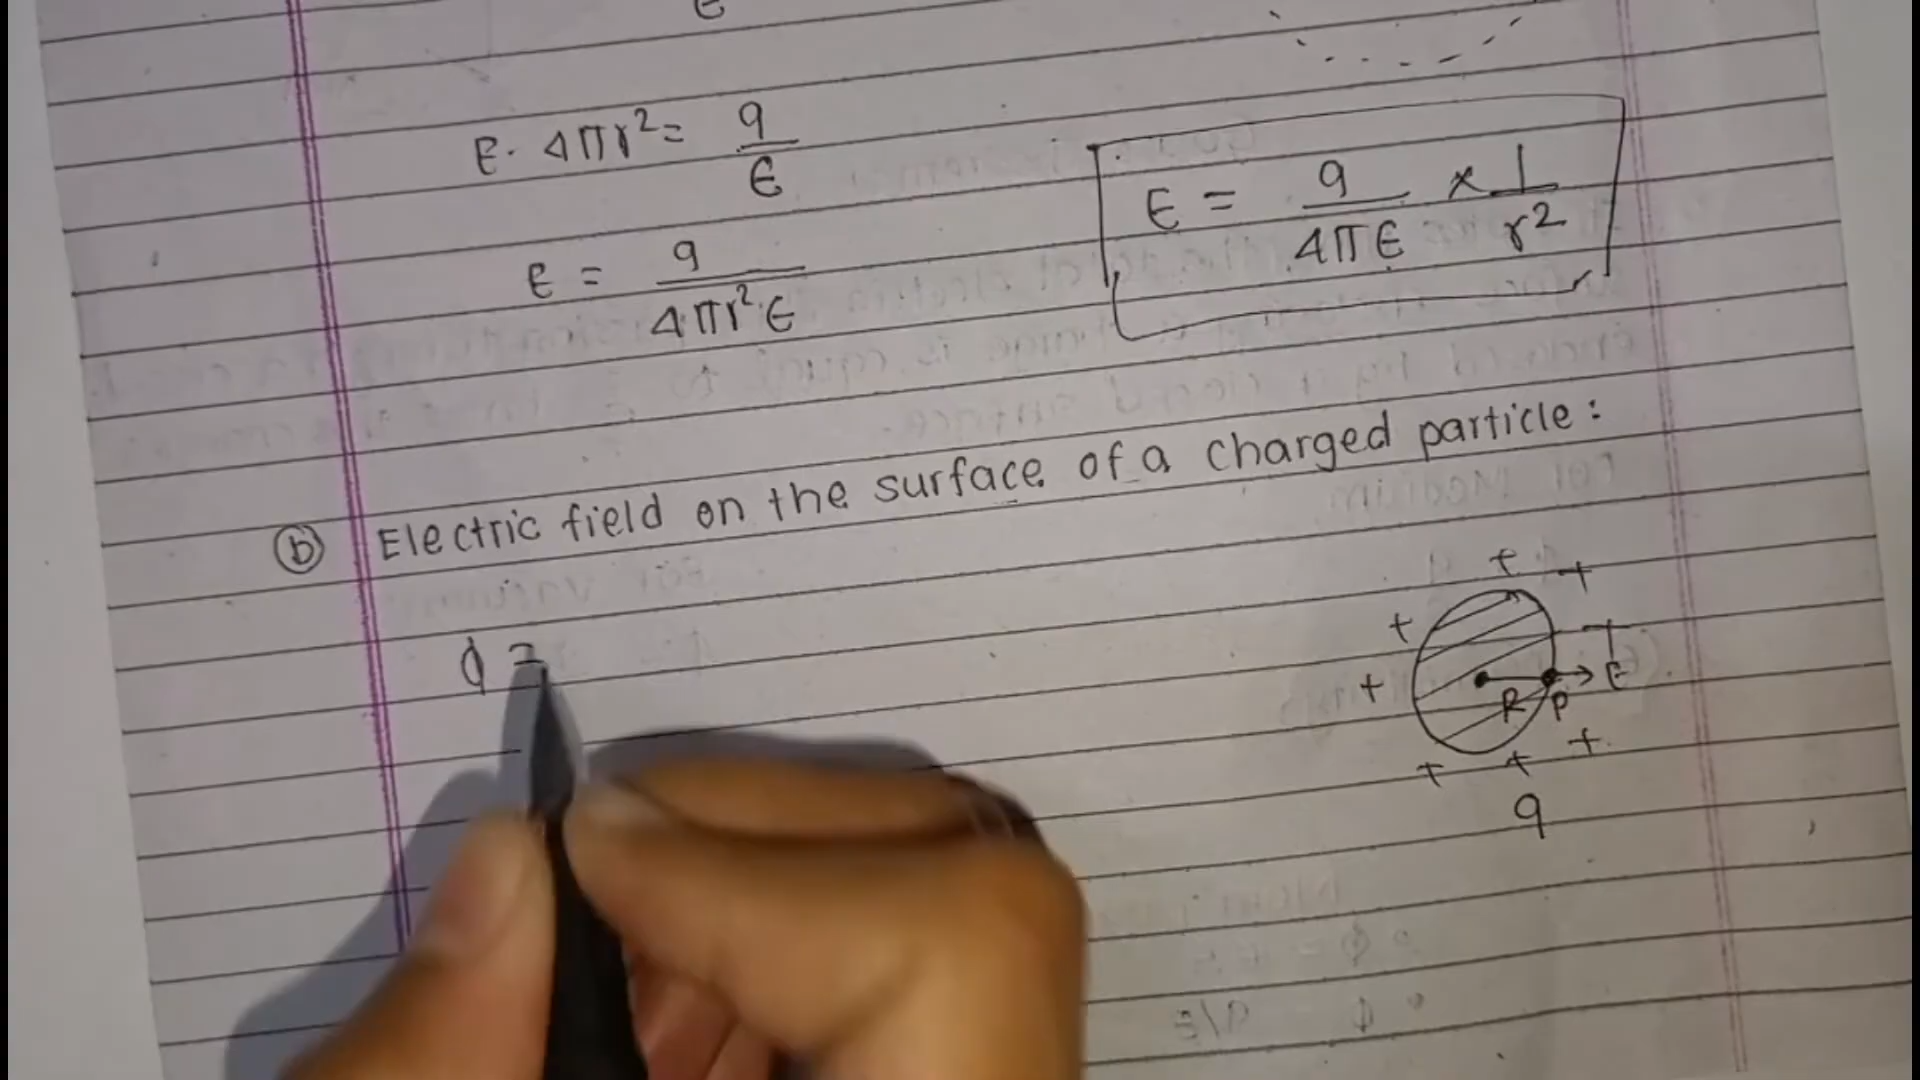 E. 4πr² = q/ϵ
E = q/4πr²ϵ
E = q/4πϵ × 1/r²
ⓑ Electric field on the surface of a charged particle:
ϕ =
+ +
+ +
+ R P E
+ + +
q